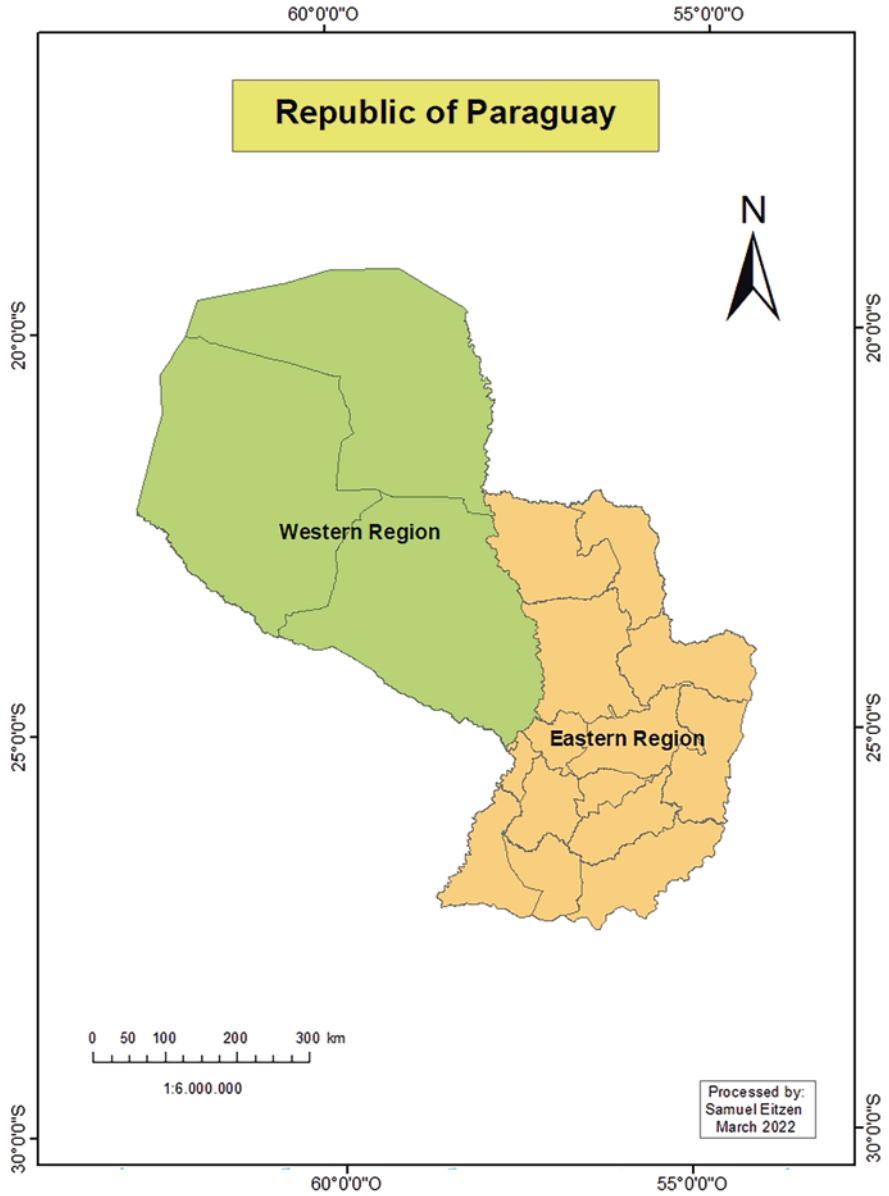 60°0'0"O 55°0'0"O
Republic of Paraguay
N
20°0'0"S 20°0'0"S
Western Region
25°0'0"S 25°0'0"S
Eastern Region
0 50 100 200 300 km
1:6.000.000
Processed by:
Samuel Eitzen
March 2022
30°0'0"S 30°0'0"S
60°0'0"O 55°0'0"O